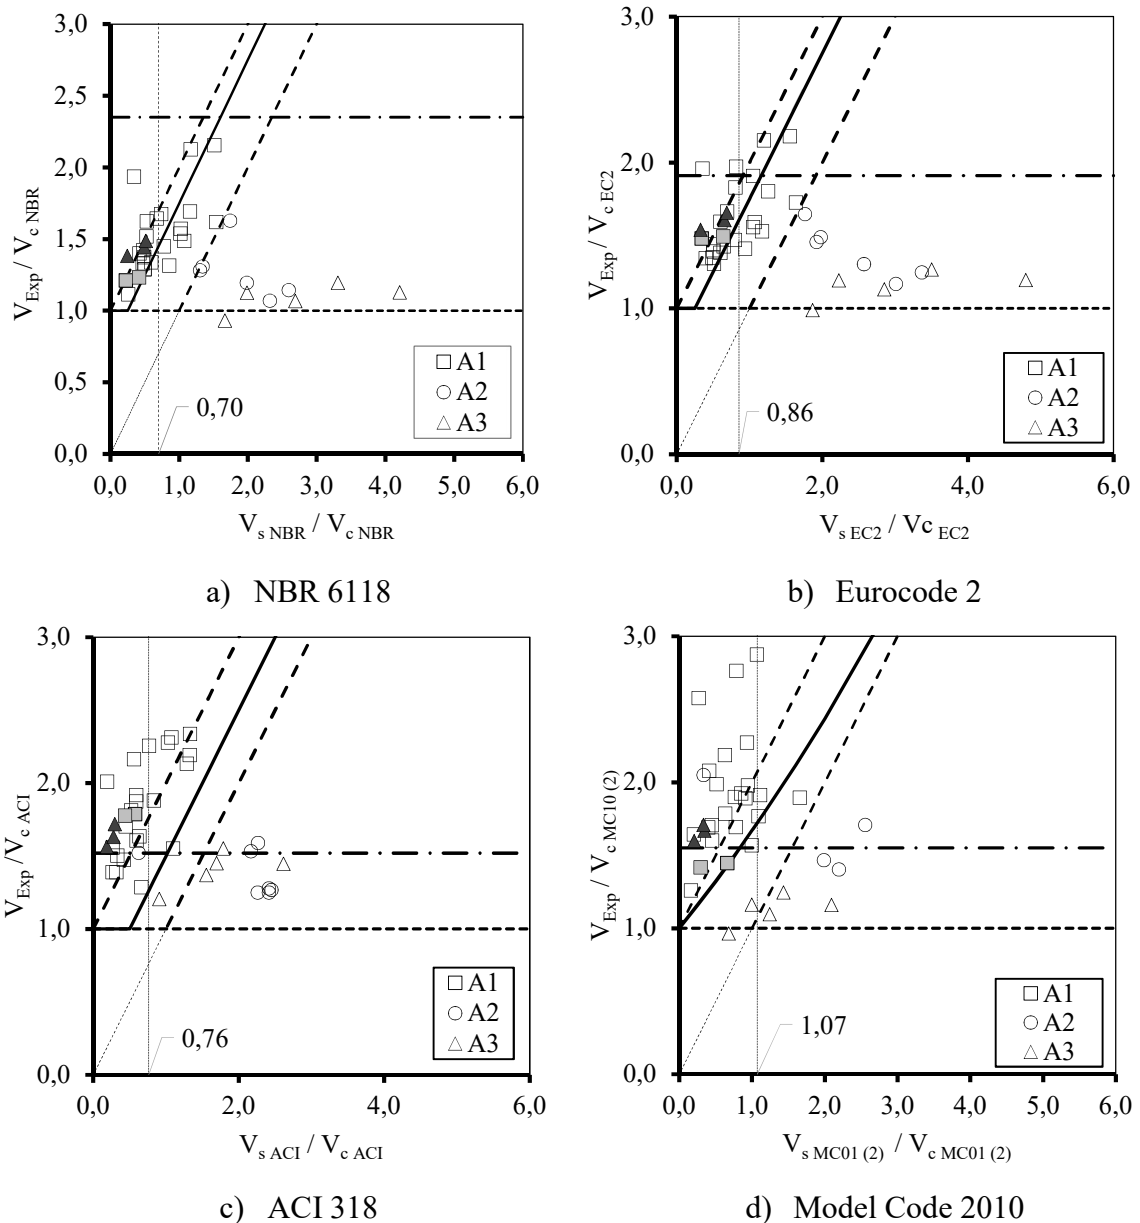 3,0
2,5
2,0
1,5
1,0
0,5
0,0
V_Exp / V_c NBR
A1
A2
A3
0,70
0,0 1,0 2,0 3,0 4,0 5,0 6,0
V_s NBR / V_c NBR
a) NBR 6118
3,0
2,0
1,0
0,0
V_Exp / V_c EC2
A1
A2
A3
0,86
0,0 2,0 4,0 6,0
V_s EC2 / Vc_EC2
b) Eurocode 2
3,0
2,0
1,0
0,0
V_Exp /V_c ACI
A1
A2
A3
0,76
0,0 2,0 4,0 6,0
V_s ACI / V_c ACI
c) ACI 318
3,0
2,0
1,0
0,0
V_Exp / V_c MC10 (2)
A1
A2
A3
1,07
0,0 1,0 2,0 3,0 4,0 5,0 6,0
V_s MC01 (2) / V_c MC01 (2)
d) Model Code 2010